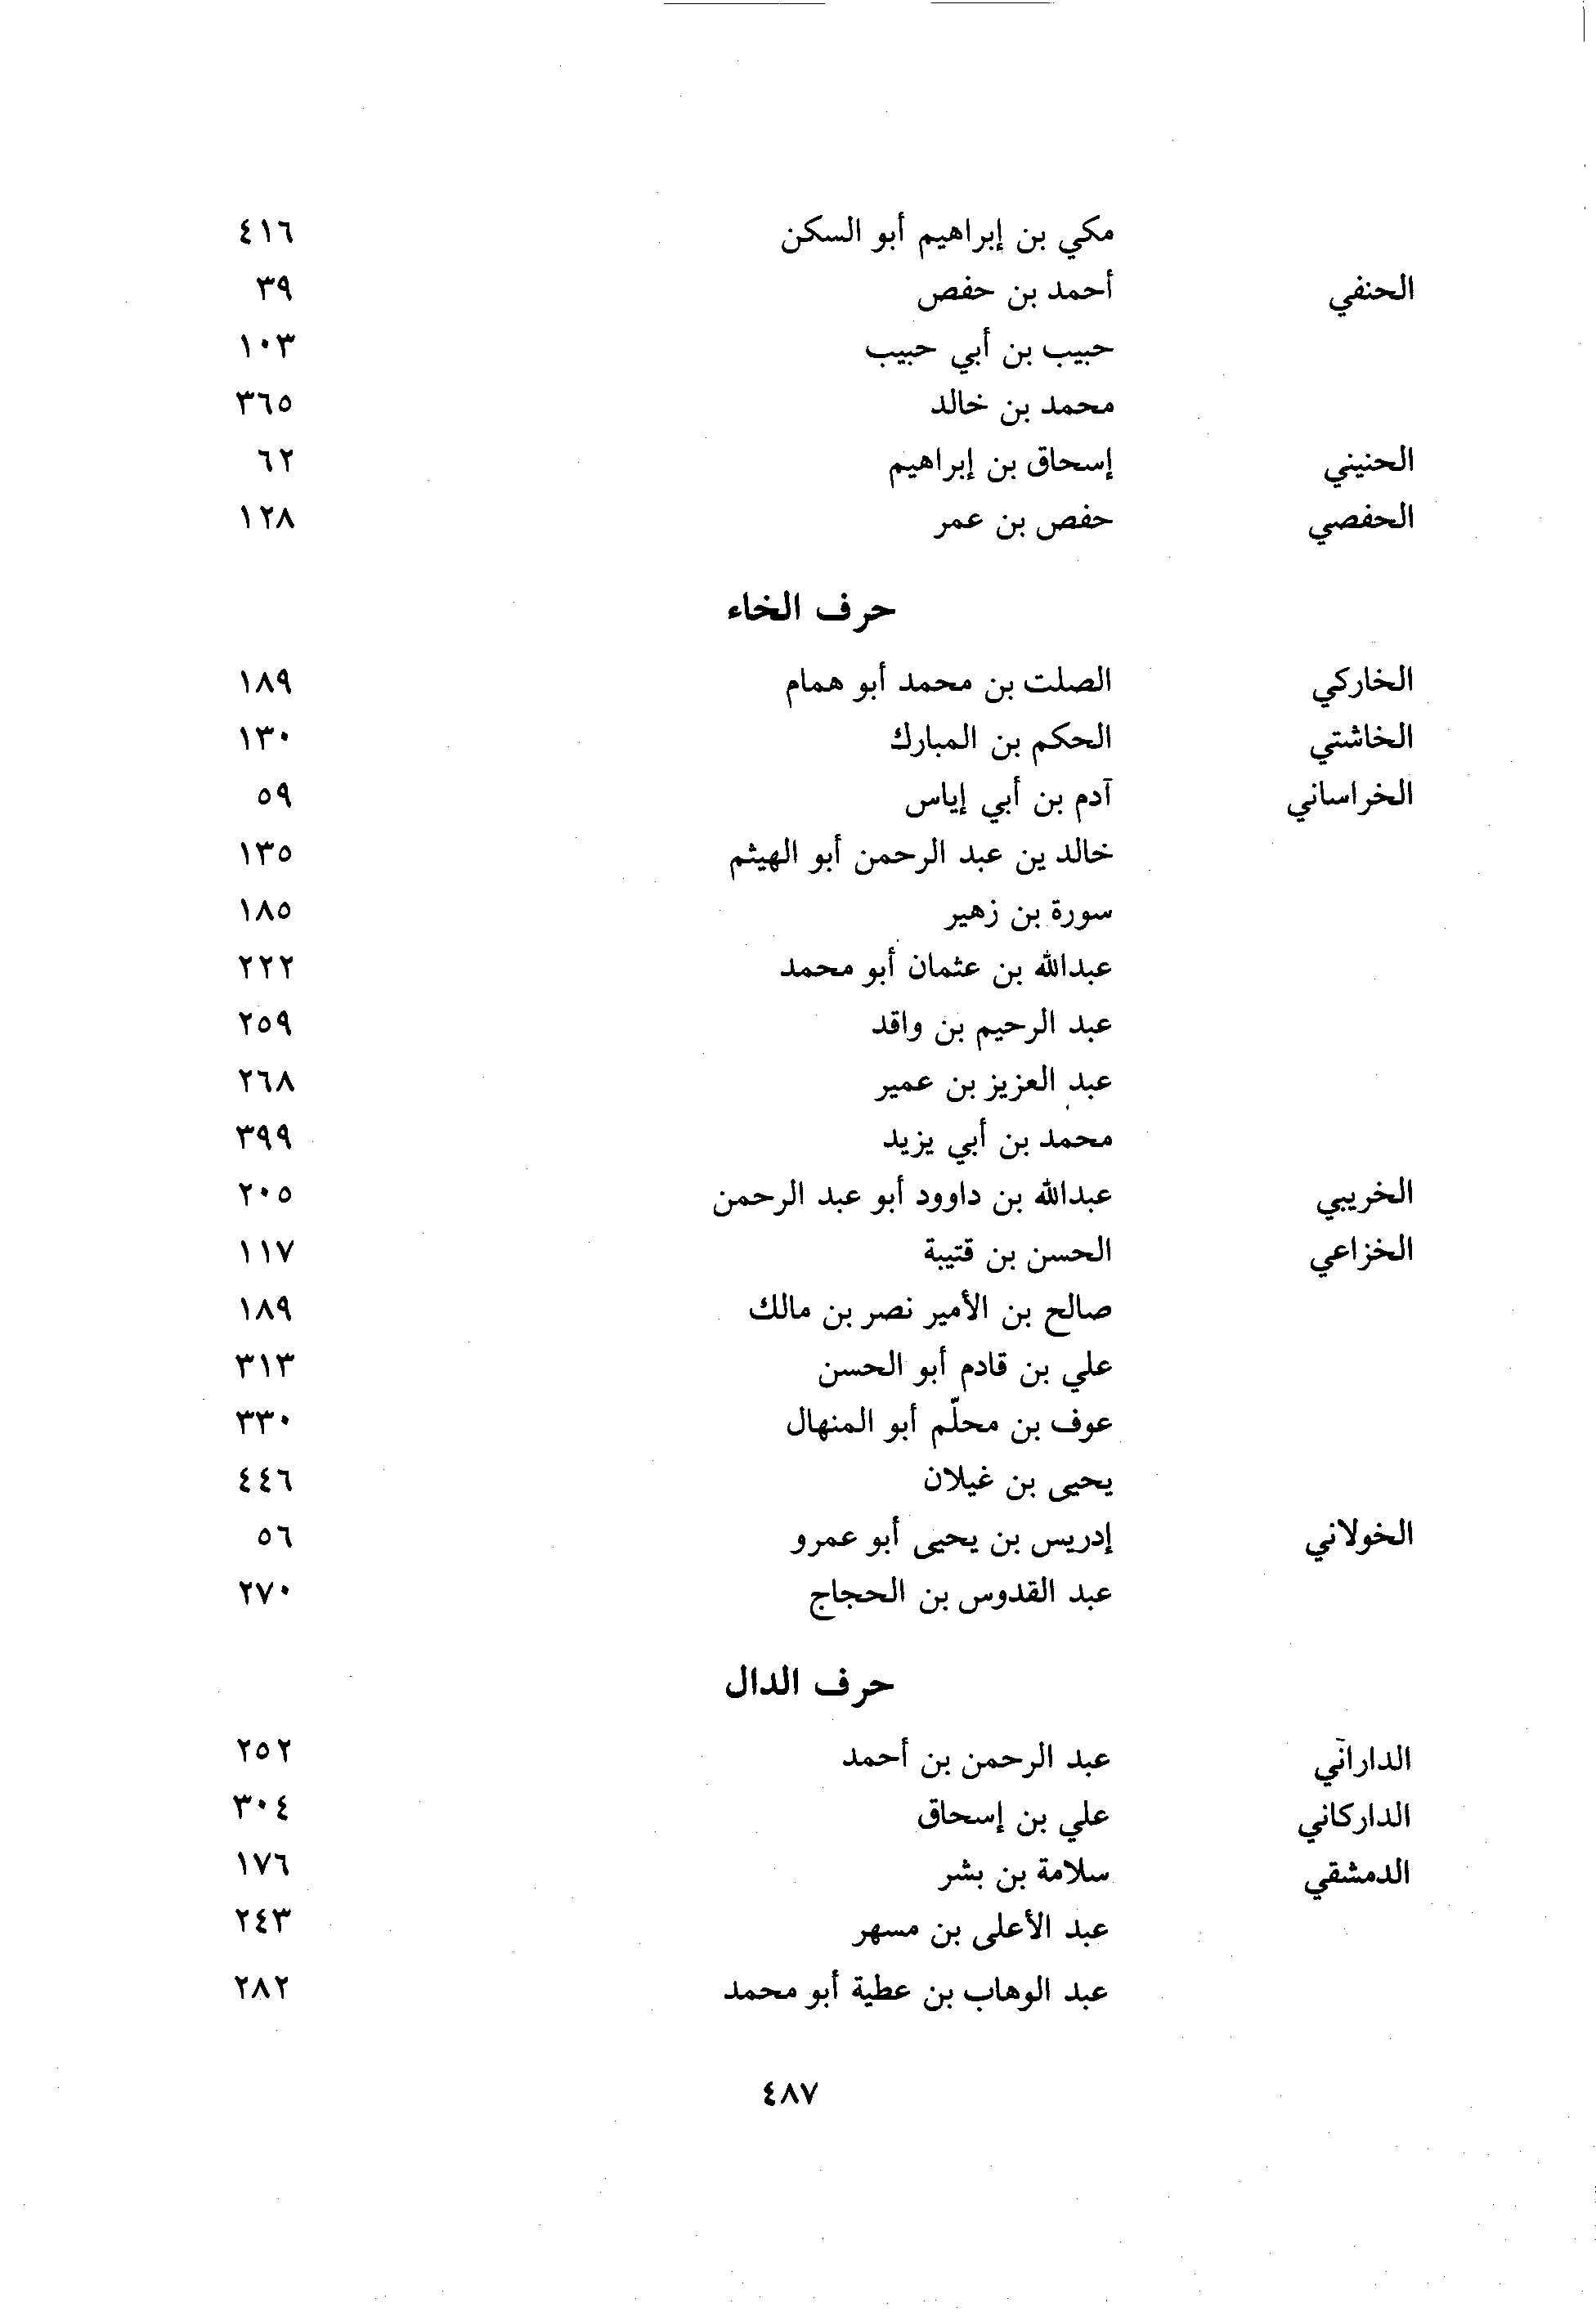 مكي بن إبراهيم أبو السكن ٤١٦
الحنفي أحمد بن حفص ٣٩
حبيب بن أبي حبيب ١٠٣
محمد بن خالد ٣٦٥
الحنيني إسحاق بن إبراهيم ٦٢
الحفصي حفص بن عمر ١٢٨
حرف الخاء
الخاركي الصلت بن محمد أبو همام ١٨٩
الخاشتي الحكم بن المبارك ١٣٠
الخراساني آدم بن أبي إياس ٥٩
خالد ين عبد الرحمن أبو الهيثم ١٣٥
سورة بن زهير ١٨٥
عبدالله بن عثمان أبو محمد ٢٢٢
عبد الرحيم بن واقد ٢٥٩
عبد العزيز بن عمير ٢٦٨
محمد بن أبي يزيد ٣٩٩
الخريبي عبدالله بن داوود أبو عبد الرحمن ٢٠٥
الخزاعي الحسن بن قتيبة ١١٧
صالح بن الأمير نصر بن مالك ١٨٩
علي بن قادم أبو الحسن ٣١٣
عوف بن محلّم أبو المنهال ٣٣٠
يحيى بن غيلان ٤٤٦
الخولاني إدريس بن يحيى أبو عمرو ٥٦
عبد القدوس بن الحجاج ٢٧٠
حرف الدال
الداراني عبد الرحمن بن أحمد ٢٥٢
الداركاني علي بن إسحاق ٣٠٤
الدمشقي سلامة بن بشر ١٧٦
عبد الأعلى بن مسهر ٢٤٣
عبد الوهاب بن عطية أبو محمد ٢٨٢
٤٨٧